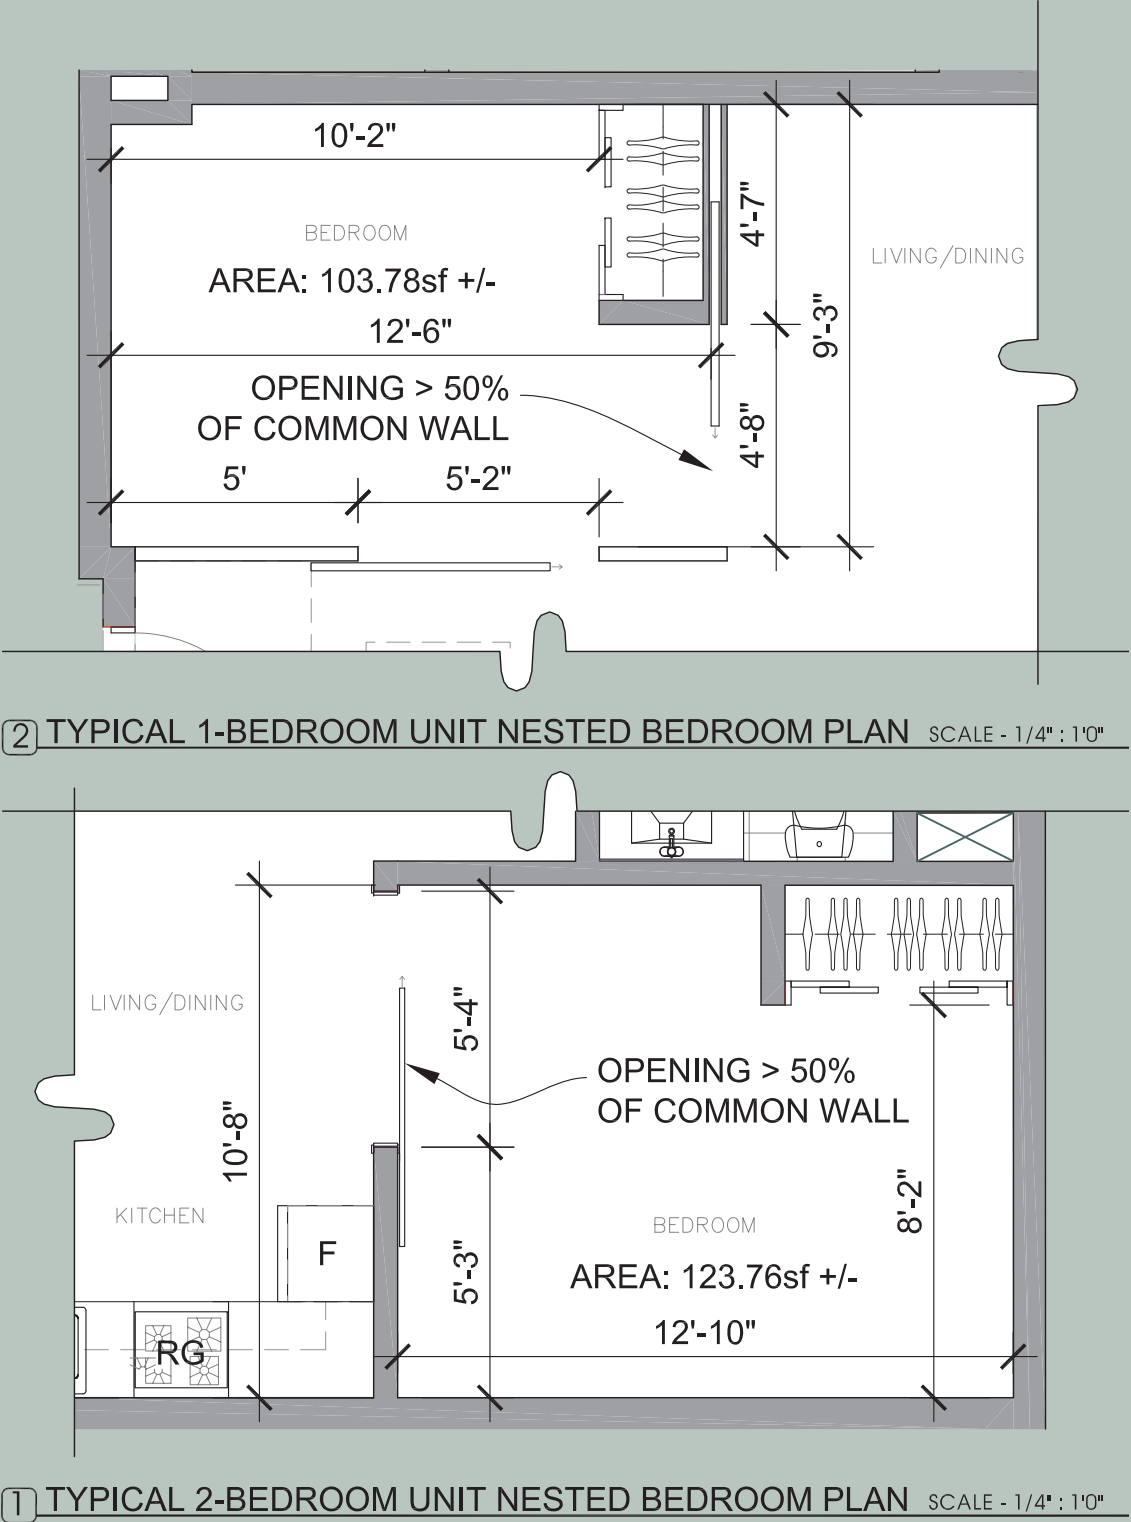 10'-2"
BEDROOM
AREA: 103.78sf +/-
12'-6"
OPENING > 50%
OF COMMON WALL
5'
5'-2"
4'-7"
4'-8"
9'-3"
LIVING/DINING
2 TYPICAL 1-BEDROOM UNIT NESTED BEDROOM PLAN SCALE - 1/4" : 1'0"
LIVING/DINING
10'-8"
KITCHEN
F
RG
5'-4"
5'-3"
OPENING > 50%
OF COMMON WALL
8'-2"
BEDROOM
AREA: 123.76sf +/-
12'-10"
1 TYPICAL 2-BEDROOM UNIT NESTED BEDROOM PLAN SCALE - 1/4" : 1'0"